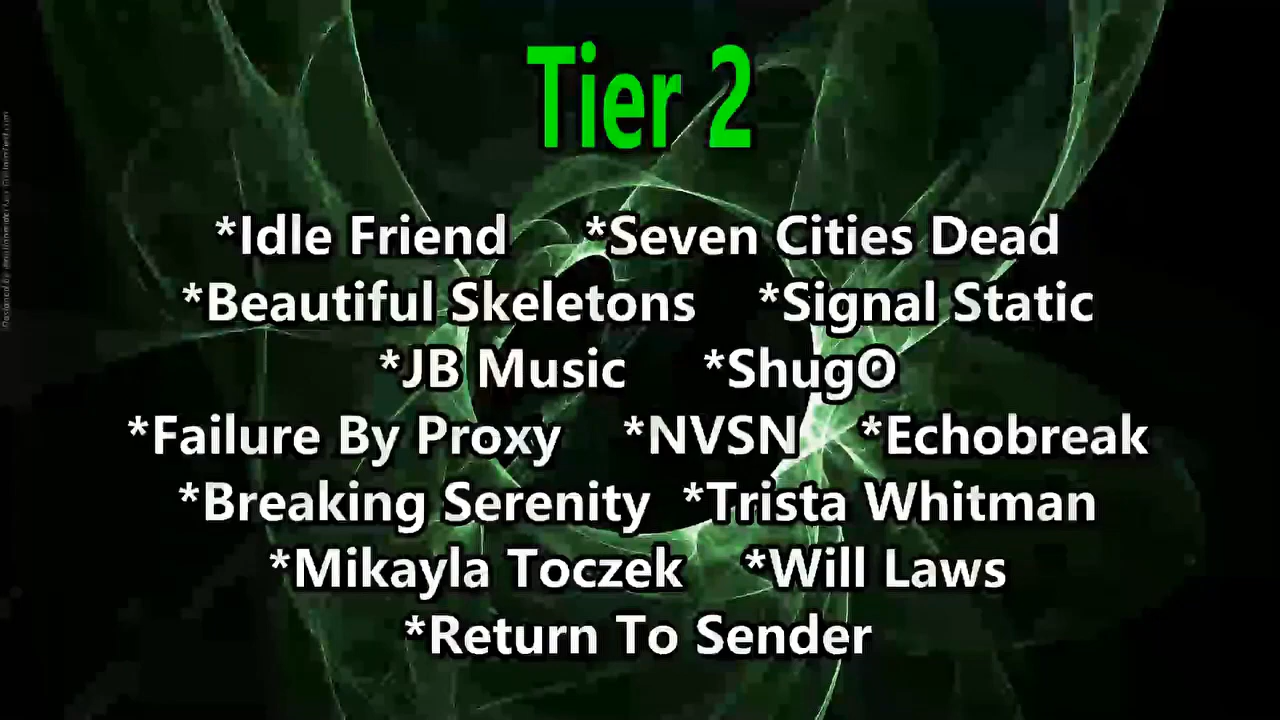 Tier 2
*Idle Friend *Seven Cities Dead
*Beautiful Skeletons *Signal Static
*JB Music *ShugO
*Failure By Proxy *NVSN *Echobreak
*Breaking Serenity *Trista Whitman
*Mikayla Toczek *Will Laws
*Return To Sender